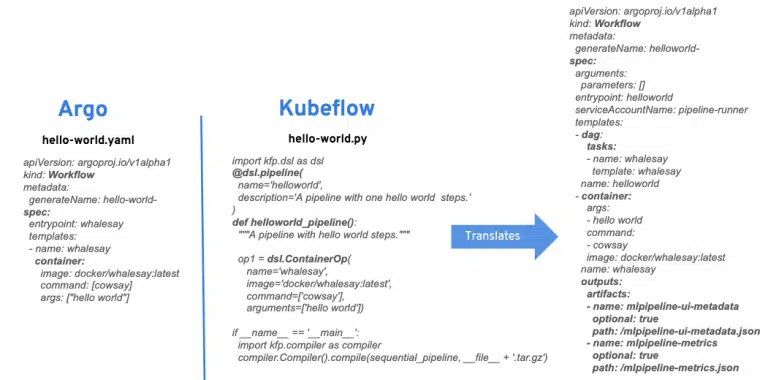 Argo
hello-world.yaml
apiVersion: argoproj.io/v1alpha1
kind: Workflow
metadata:
  generateName: hello-world-
spec:
  entrypoint: whalesay
  templates:
  - name: whalesay
    container:
      image: docker/whalesay:latest
      command: [cowsay]
      args: ["hello world"]
Kubeflow
hello-world.py
import kfp.dsl as dsl
@dsl.pipeline(
  name='helloworld',
  description='A pipeline with one hello world  steps.'
)
def helloworld_pipeline():
  """A pipeline with hello world steps."""
  op1 = dsl.ContainerOp(
    name='whalesay',
    image='docker/whalesay:latest',
    command=['cowsay'],
    arguments=['hello world'])
if __name__ == '__main__':
  import kfp.compiler as compiler
  compiler.Compiler().compile(sequential_pipeline, __file__ + '.tar.gz')
Translates
apiVersion: argoproj.io/v1alpha1
kind: Workflow
metadata:
  generateName: helloworld-
spec:
  arguments:
    parameters: []
  entrypoint: helloworld
  serviceAccountName: pipeline-runner
  templates:
  - dag:
      tasks:
      - name: whalesay
        template: whalesay
    name: helloworld
  - container:
      args:
      - hello world
      command:
      - cowsay
      image: docker/whalesay:latest
    name: whalesay
    outputs:
      artifacts:
      - name: mlpipeline-ui-metadata
        optional: true
        path: /mlpipeline-ui-metadata.json
      - name: mlpipeline-metrics
        optional: true
        path: /mlpipeline-metrics.json